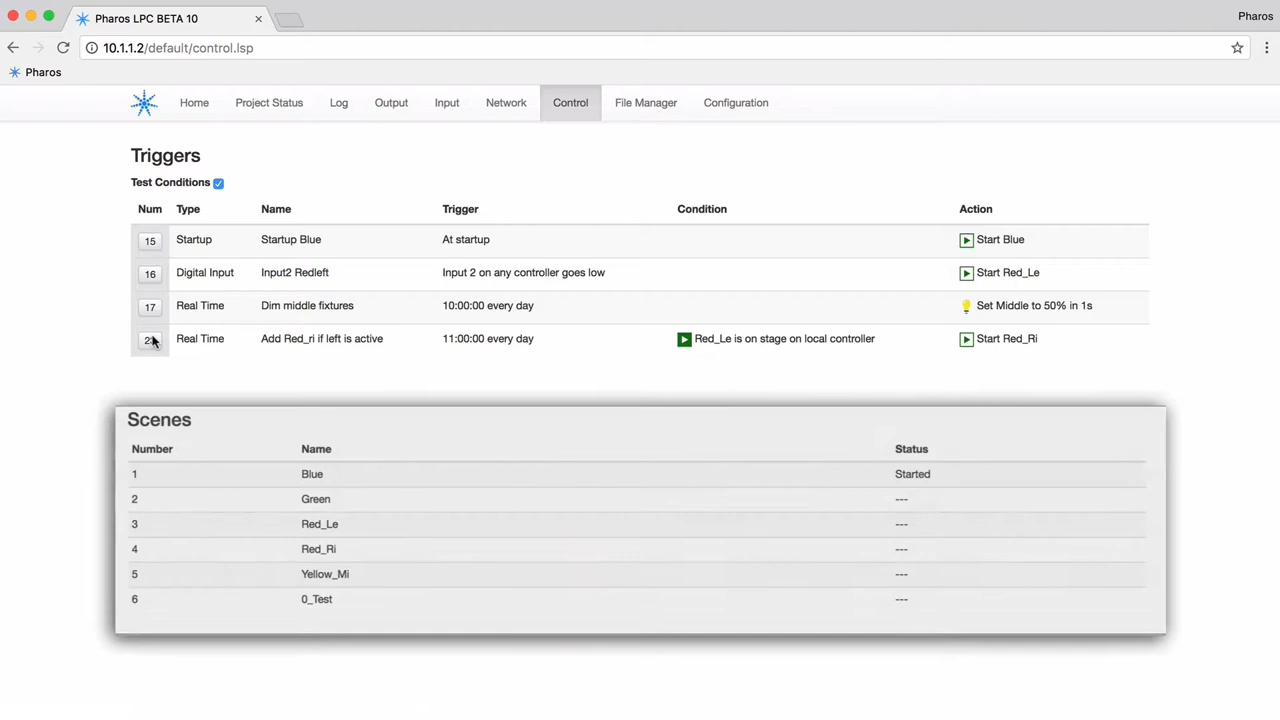 Pharos LPC BETA 10
Pharos
10.1.1.2/default/control.lsp
Pharos
Home Project Status Log Output Input Network Control File Manager Configuration
Triggers
Test Conditions
Num Type Name Trigger Condition Action
15 Startup Startup Blue At startup Start Blue
16 Digital Input Input2 Redleft Input 2 on any controller goes low Start Red_Le
17 Real Time Dim middle fixtures 10:00:00 every day Set Middle to 50% in 1s
Real Time Add Red_ri if left is active 11:00:00 every day Red_Le is on stage on local controller Start Red_Ri
Scenes
Number Name Status
1 Blue Started
2 Green ---
3 Red_Le ---
4 Red_Ri ---
5 Yellow_Mi ---
6 0_Test ---